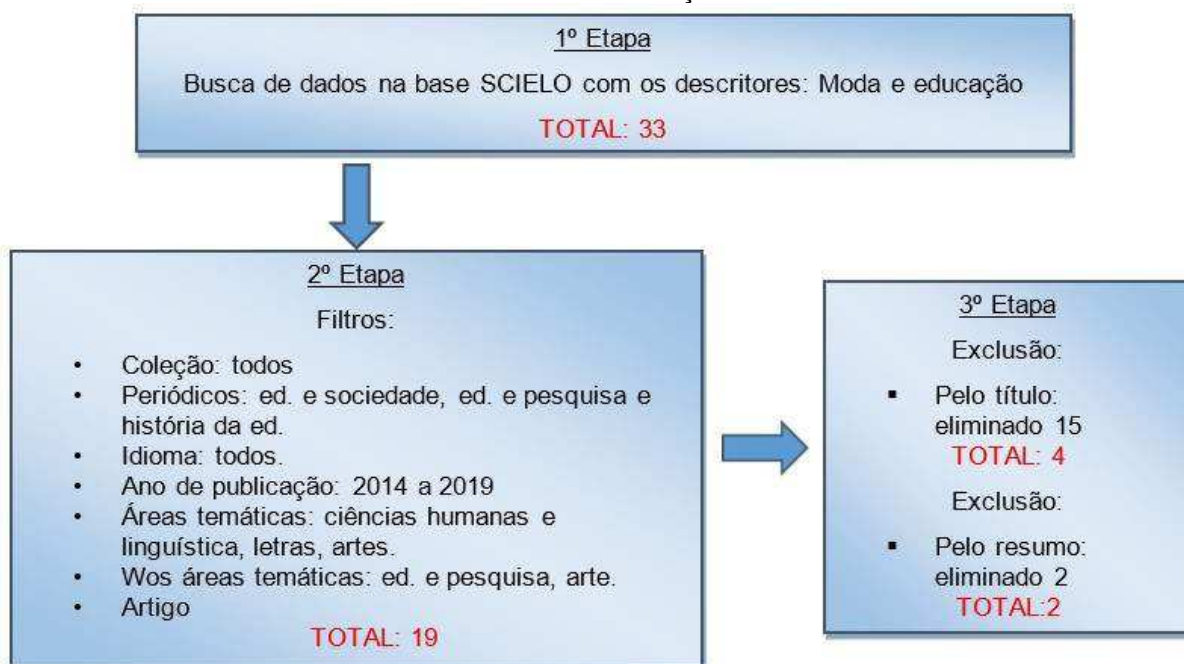 1º Etapa
Busca de dados na base SCIELO com os descritores: Moda e educação
TOTAL: 33
2º Etapa
Filtros:
• Coleção: todos
• Periódicos: ed. e sociedade, ed. e pesquisa e
história da ed.
• Idioma: todos.
• Ano de publicação: 2014 a 2019
• Áreas temáticas: ciências humanas e
linguística, letras, artes.
• Wos áreas temáticas: ed. e pesquisa, arte.
• Artigo
TOTAL: 19
3º Etapa
Exclusão:
▪ Pelo título:
eliminado 15
TOTAL: 4
Exclusão:
▪ Pelo resumo:
eliminado 2
TOTAL:2